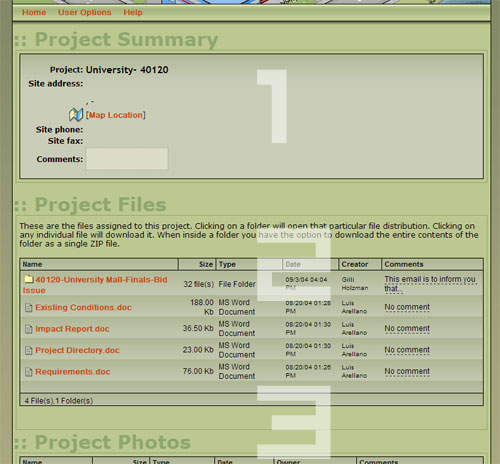 Home User Options Help
:: Project Summary
Project: University- 40120
Site address:
, -
[Map Location]
Site phone:
Site fax:
Comments:
1
:: Project Files
These are the files assigned to this project. Clicking on a folder will open that particular file distribution. Clicking on
any individual file will download it. When inside a folder you have the option to download the entire contents of
the folder as a single ZIP file.
2
Name Size Type Date Creator Comments
40120-University Mall-Finals-Bid Issue 32 file(s) File Folder 09/3/04 04:04 PM Gilli Holzman This email is to inform you that...
Existing Conditions.doc 188.00 Kb MS Word Document 08/20/04 01:28 PM Luis Arellano No comment
Impact Report.doc 36.50 Kb MS Word Document 08/20/04 01:30 PM Luis Arellano No comment
Project Directory.doc 23.00 Kb MS Word Document 08/20/04 01:30 PM Luis Arellano No comment
Requirements.doc 76.00 Kb MS Word Document 08/20/04 01:26 PM Luis Arellano No comment
4 File(s),1 Folder(s)
3
:: Project Photos
Name Size Type Date Owner Comments